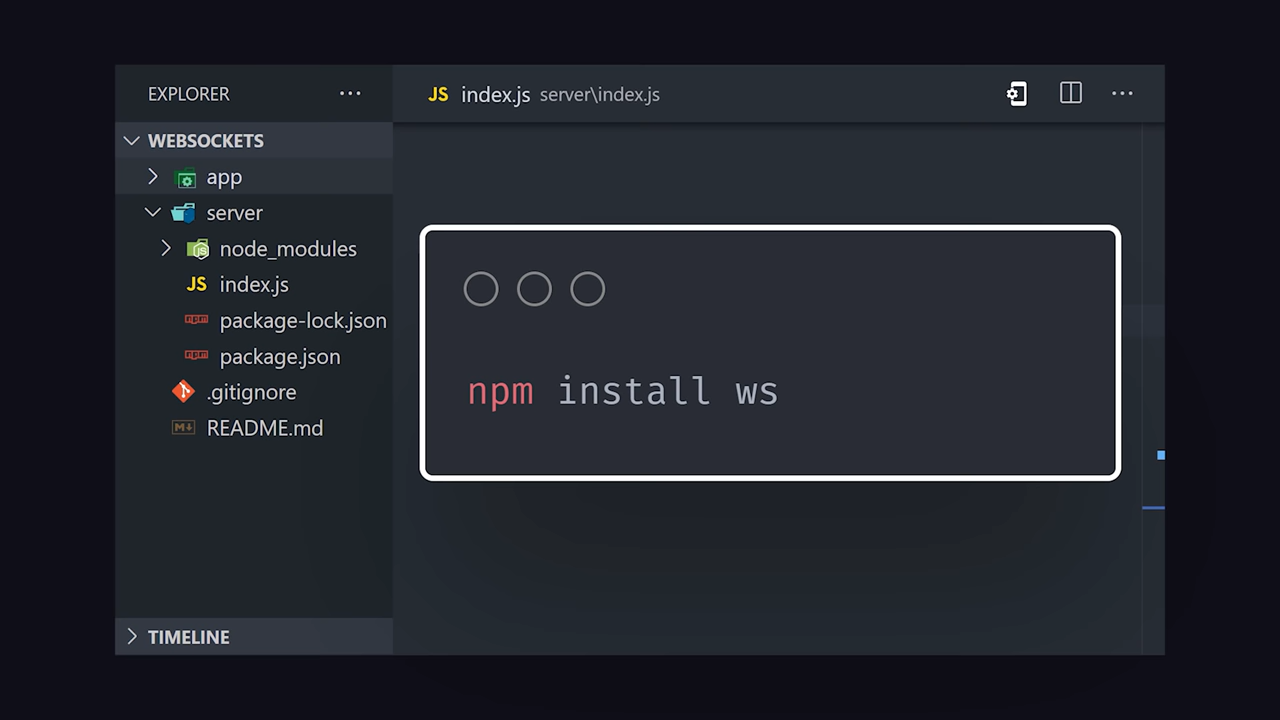 EXPLORER ...
JS index.js server\index.js
...
WEBSOCKETS
app
server
node_modules
JS index.js
package-lock.json
package.json
.gitignore
M↓ README.md
npm install ws
TIMELINE